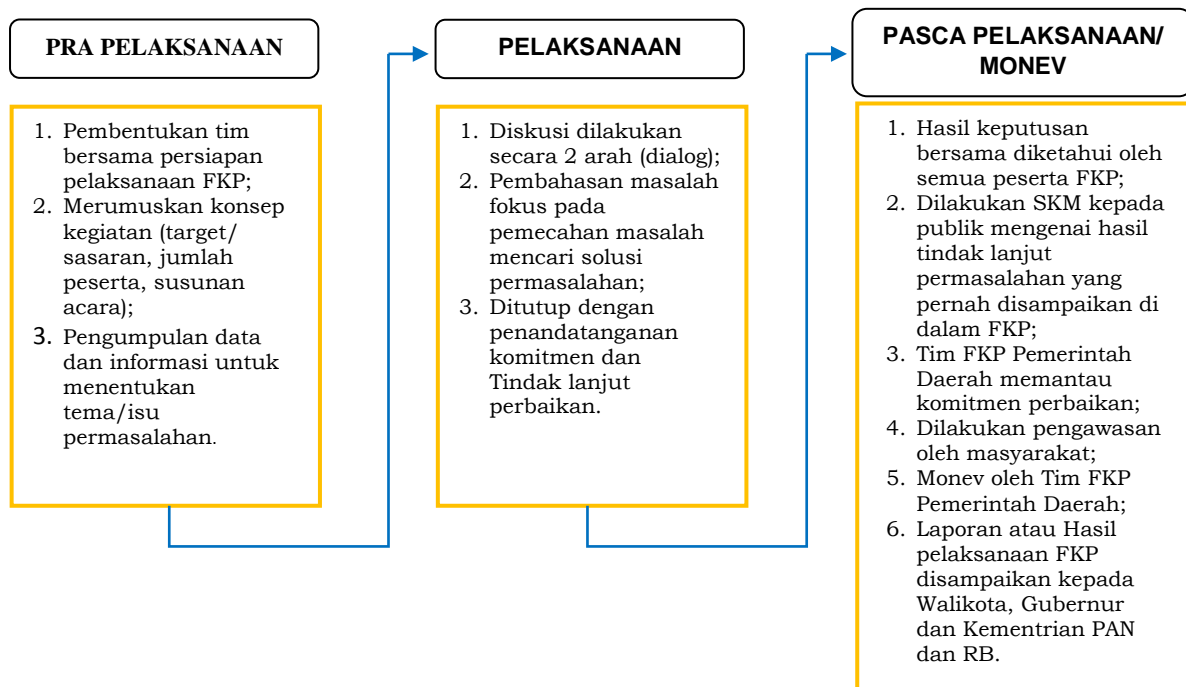 PRA PELAKSANAAN
1. Pembentukan tim
bersama persiapan
pelaksanaan FKP;
2. Merumuskan konsep
kegiatan (target/
sasaran, jumlah
peserta, susunan
acara);
3. Pengumpulan data
dan informasi untuk
menentukan
tema/isu
permasalahan.
PELAKSANAAN
1. Diskusi dilakukan
secara 2 arah (dialog);
2. Pembahasan masalah
fokus pada
pemecahan masalah
mencari solusi
permasalahan;
3. Ditutup dengan
penandatanganan
komitmen dan
Tindak lanjut
perbaikan.
PASCA PELAKSANAAN/
MONEV
1. Hasil keputusan
bersama diketahui oleh
semua peserta FKP;
2. Dilakukan SKM kepada
publik mengenai hasil
tindak lanjut
permasalahan yang
pernah disampaikan di
dalam FKP;
3. Tim FKP Pemerintah
Daerah memantau
komitmen perbaikan;
4. Dilakukan pengawasan
oleh masyarakat;
5. Monev oleh Tim FKP
Pemerintah Daerah;
6. Laporan atau Hasil
pelaksanaan FKP
disampaikan kepada
Walikota, Gubernur
dan Kementrian PAN
dan RB.